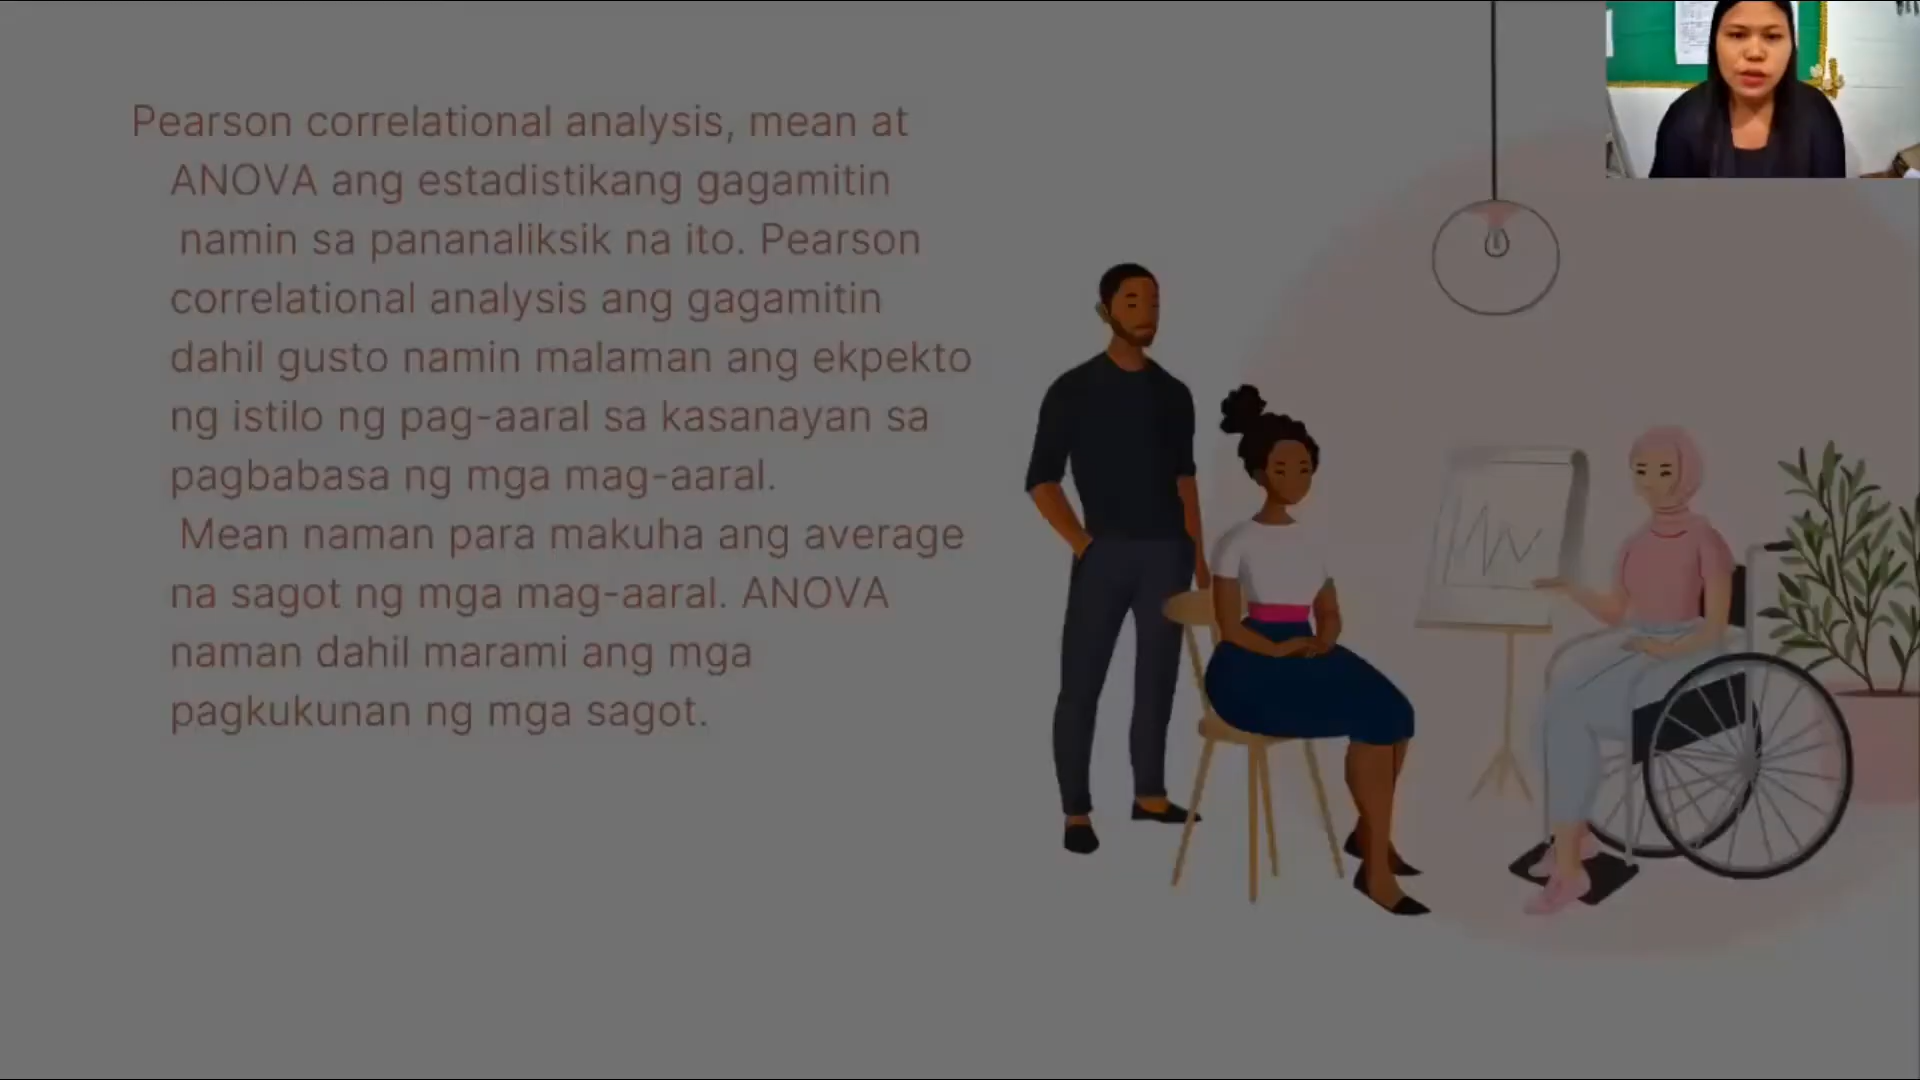 Pearson correlational analysis, mean at
ANOVA ang estadistikang gagamitin
namin sa pananaliksik na ito. Pearson
correlational analysis ang gagamitin
dahil gusto namin malaman ang ekpekto
ng istilo ng pag-aaral sa kasanayan sa
pagbabasa ng mga mag-aaral.
Mean naman para makuha ang average
na sagot ng mga mag-aaral. ANOVA
naman dahil marami ang mga
pagkukunan ng mga sagot.